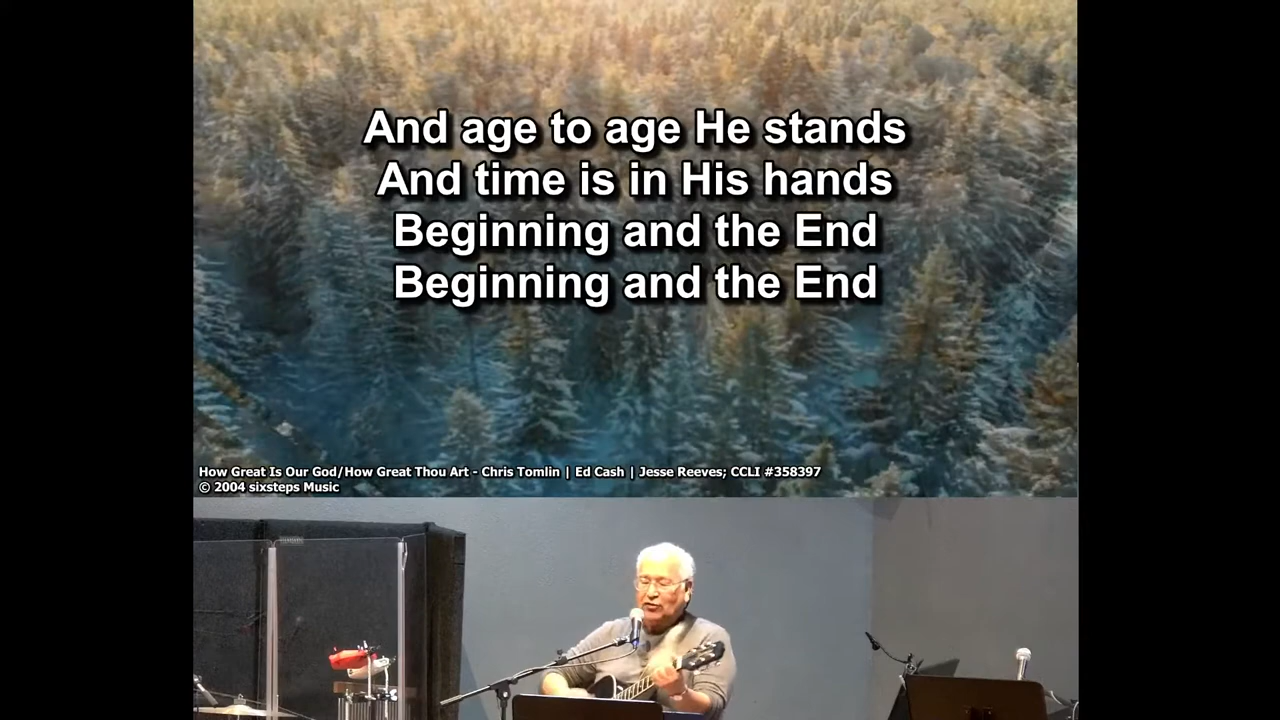 And age to age He stands
And time is in His hands
Beginning and the End
Beginning and the End
How Great Is Our God/How Great Thou Art - Chris Tomlin | Ed Cash | Jesse Reeves; CCLI #358397
© 2004 sixsteps Music